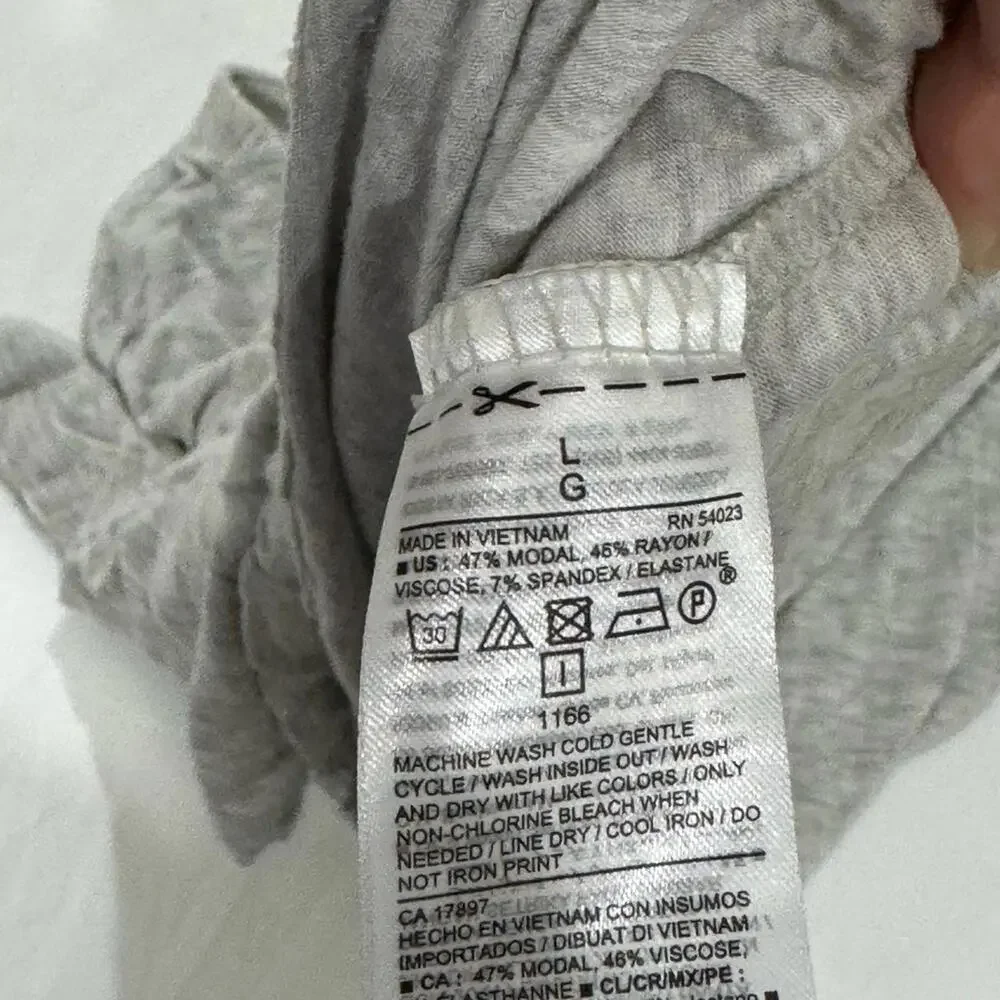 L
G
RN 54023
MADE IN VIETNAM
■ US : 47% MODAL, 46% RAYON /
VISCOSE, 7% SPANDEX / ELASTANE
30 P ®
1166
MACHINE WASH COLD GENTLE
CYCLE / WASH INSIDE OUT / WASH
AND DRY WITH LIKE COLORS / ONLY
NON-CHLORINE BLEACH WHEN
NEEDED / LINE DRY / COOL IRON / DO
NOT IRON PRINT
CA 17897
HECHO EN VIETNAM CON INSUMOS
IMPORTADOS / DIBUAT DI VIETNAM
■ CA : 47% MODAL, 46% VISCOSE,
ÉLASTHANNE ■ CL/CR/MX/PE :